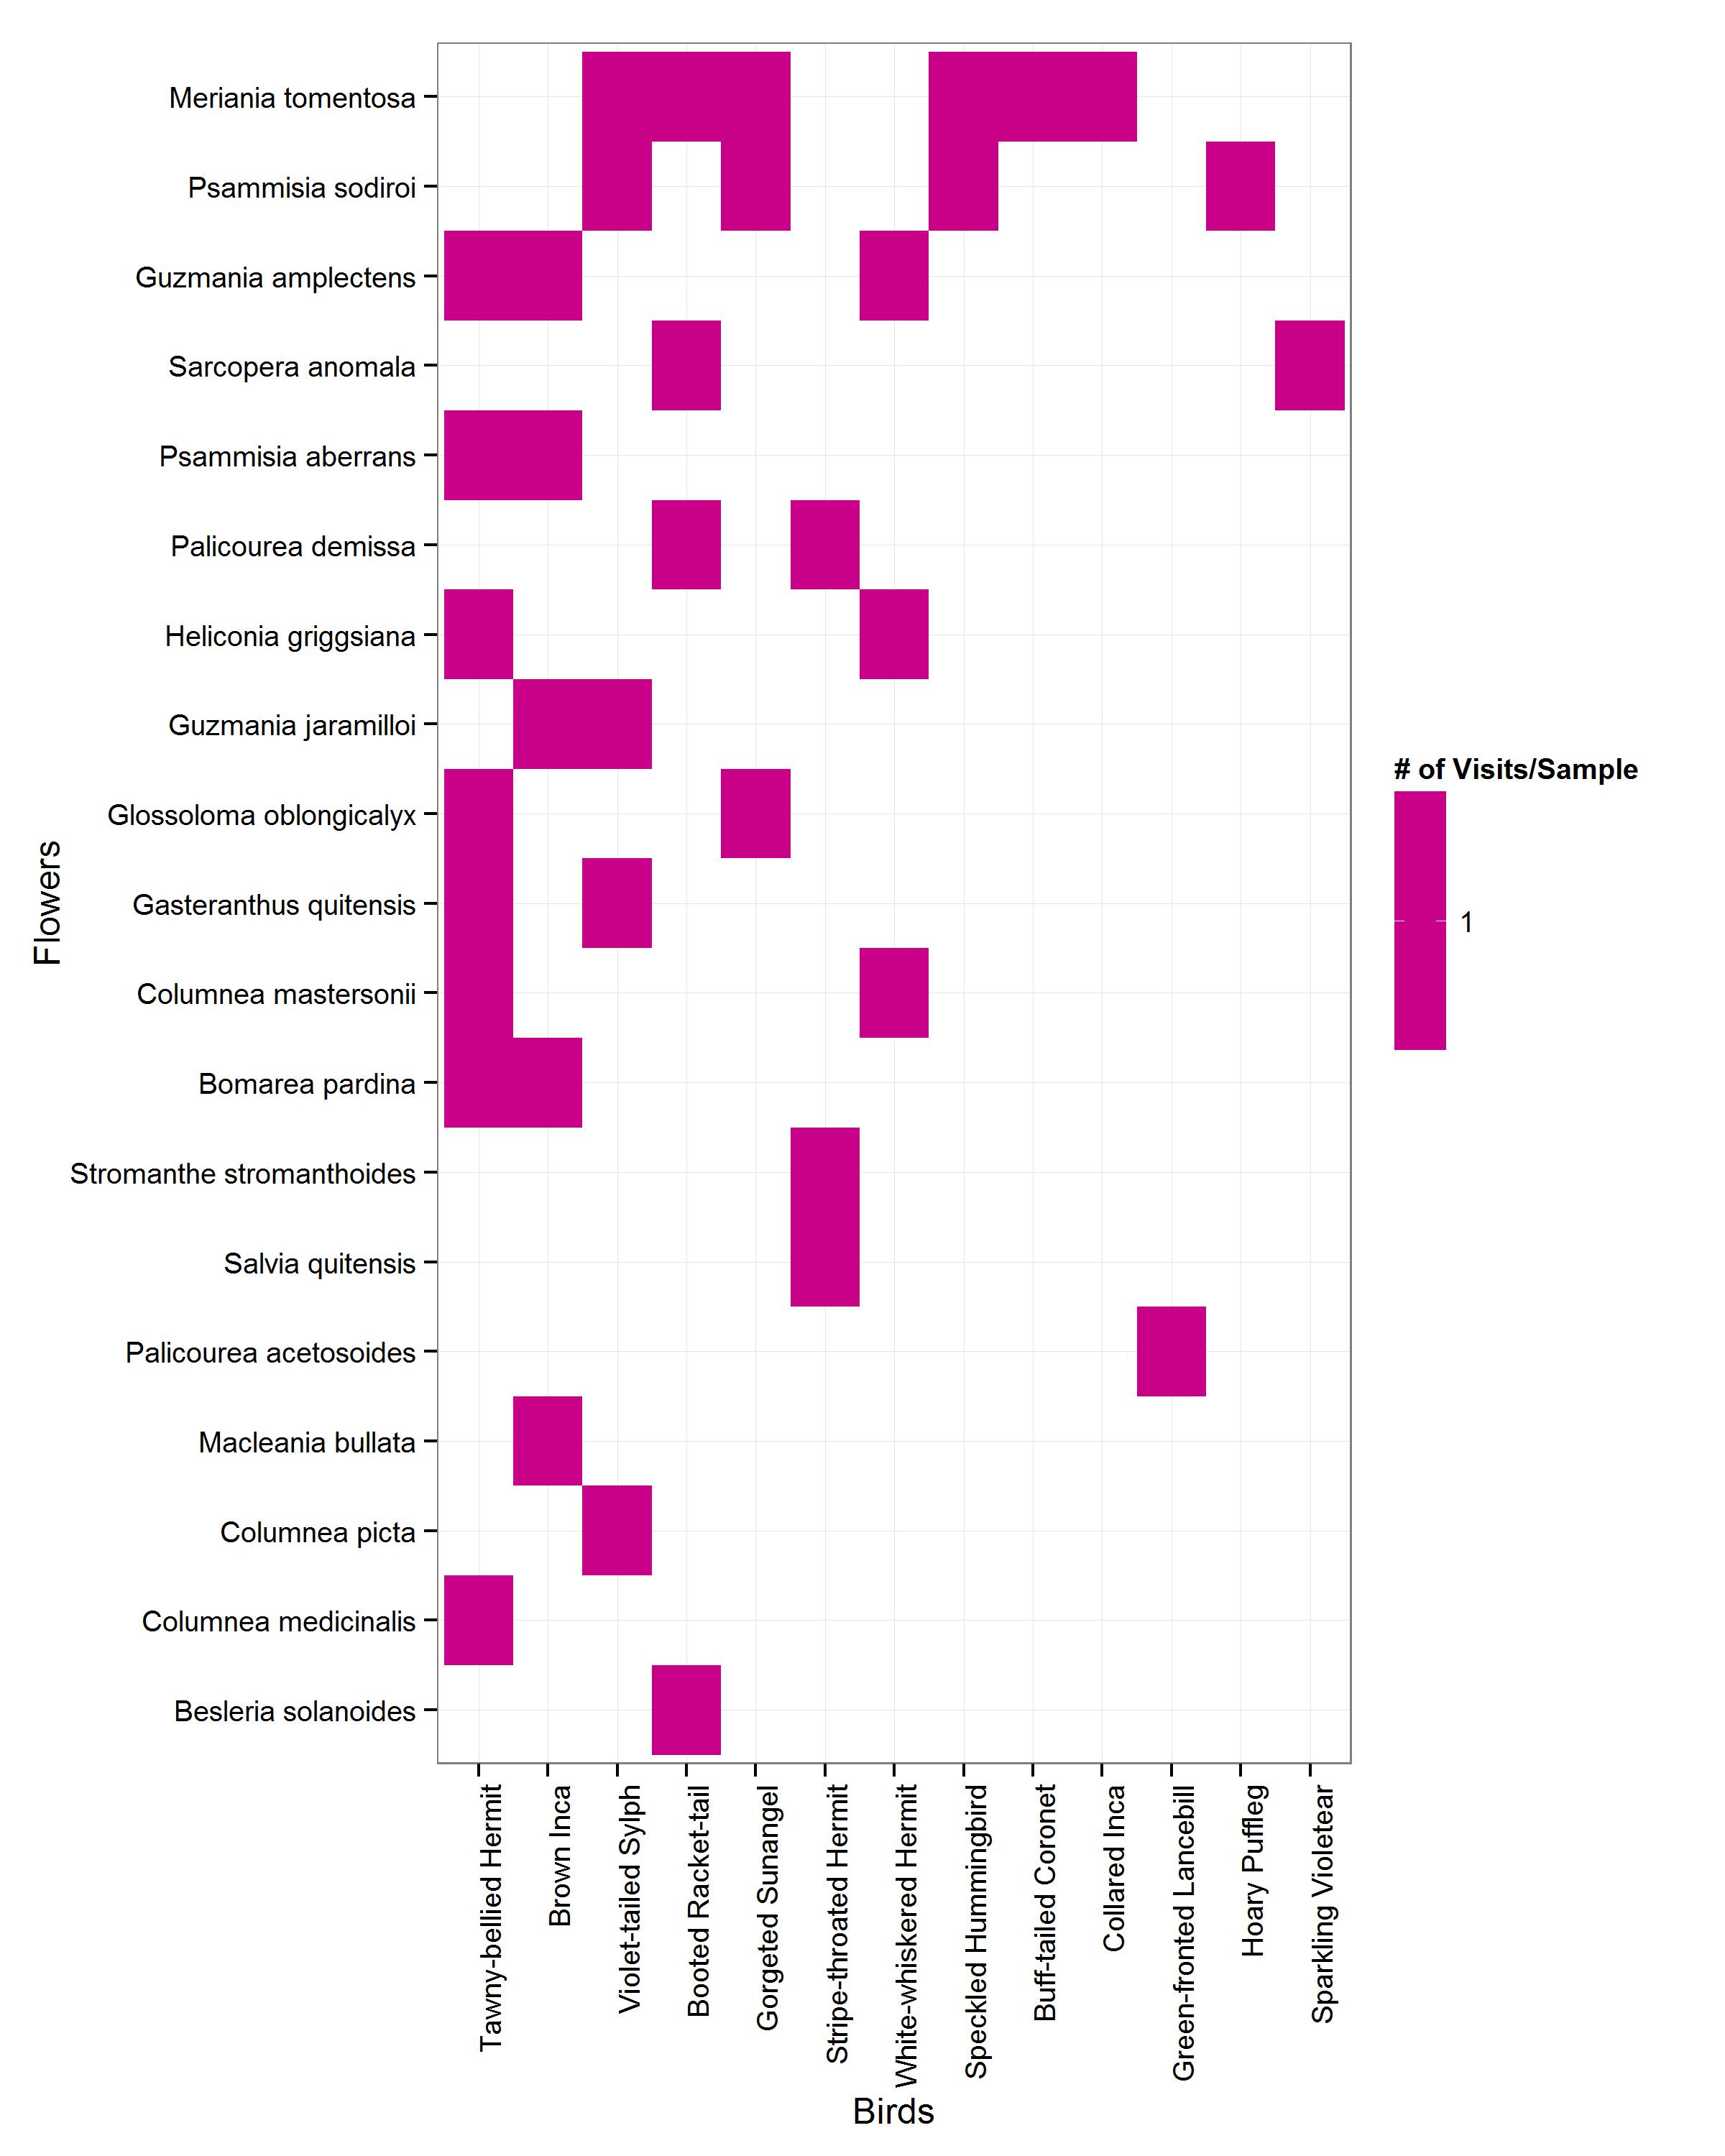 Meriania tomentosa
Psammisia sodiroi
Guzmania amplectens
Sarcopera anomala
Psammisia aberrans
Palicourea demissa
Heliconia griggsiana
Guzmania jaramilloi
Glossoloma oblongicalyx
Gasteranthus quitensis
Columnea mastersonii
Bomarea pardina
Stromanthe stromanthoides
Salvia quitensis
Palicourea acetosoides
Macleania bullata
Columnea picta
Columnea medicinalis
Besleria solanoides
Flowers
# of Visits/Sample
1
Tawny-bellied Hermit
Brown Inca
Violet-tailed Sylph
Booted Racket-tail
Gorgeted Sunangel
Stripe-throated Hermit
White-whiskered Hermit
Speckled Hummingbird
Buff-tailed Coronet
Collared Inca
Green-fronted Lancebill
Hoary Puffleg
Sparkling Violetear
Birds